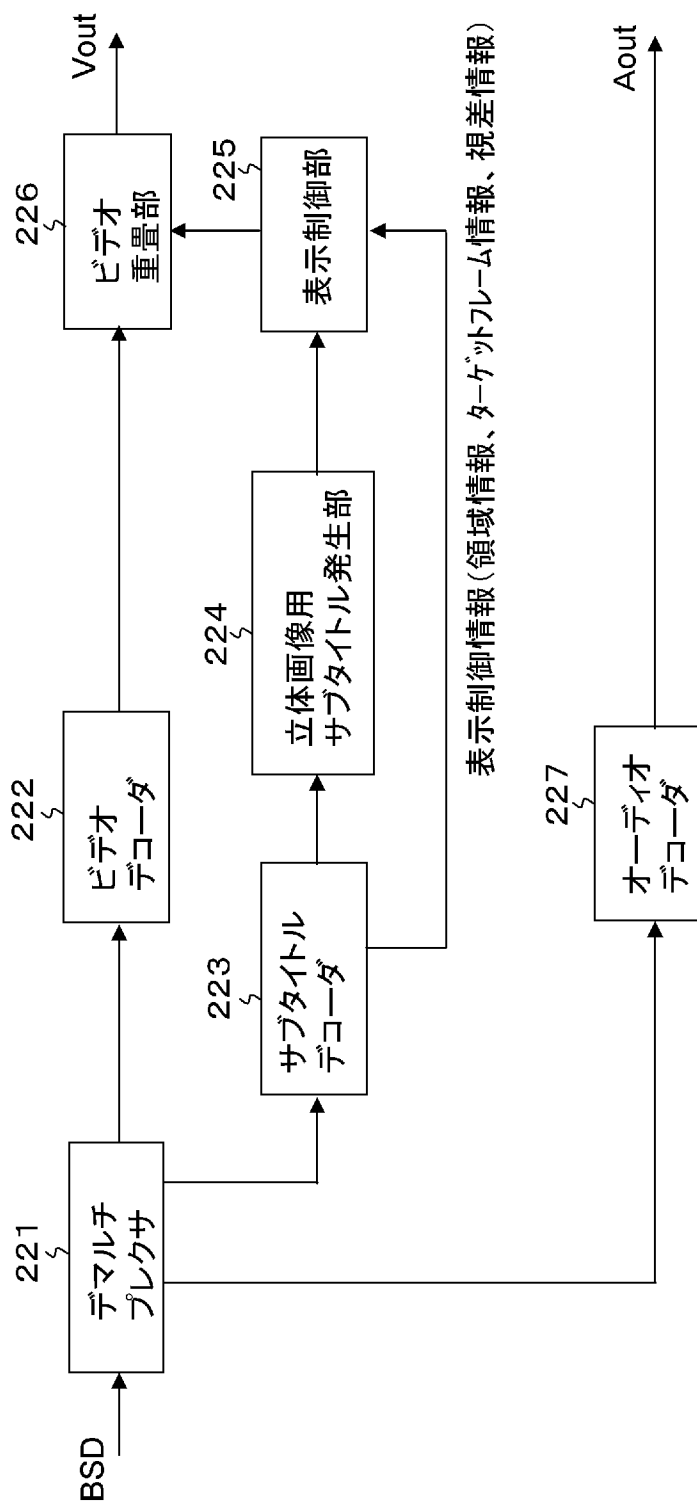 BSD
221
デマルチ
プレクサ
222
ビデオ
デコーダ
226
ビデオ
重畳部
Vout
223
サブタイトル
デコーダ
224
立体画像用
サブタイトル発生部
225
表示制御部
表示制御情報(領域情報、ターゲットフレーム情報、視差情報)
227
オーディオ
デコーダ
Aout